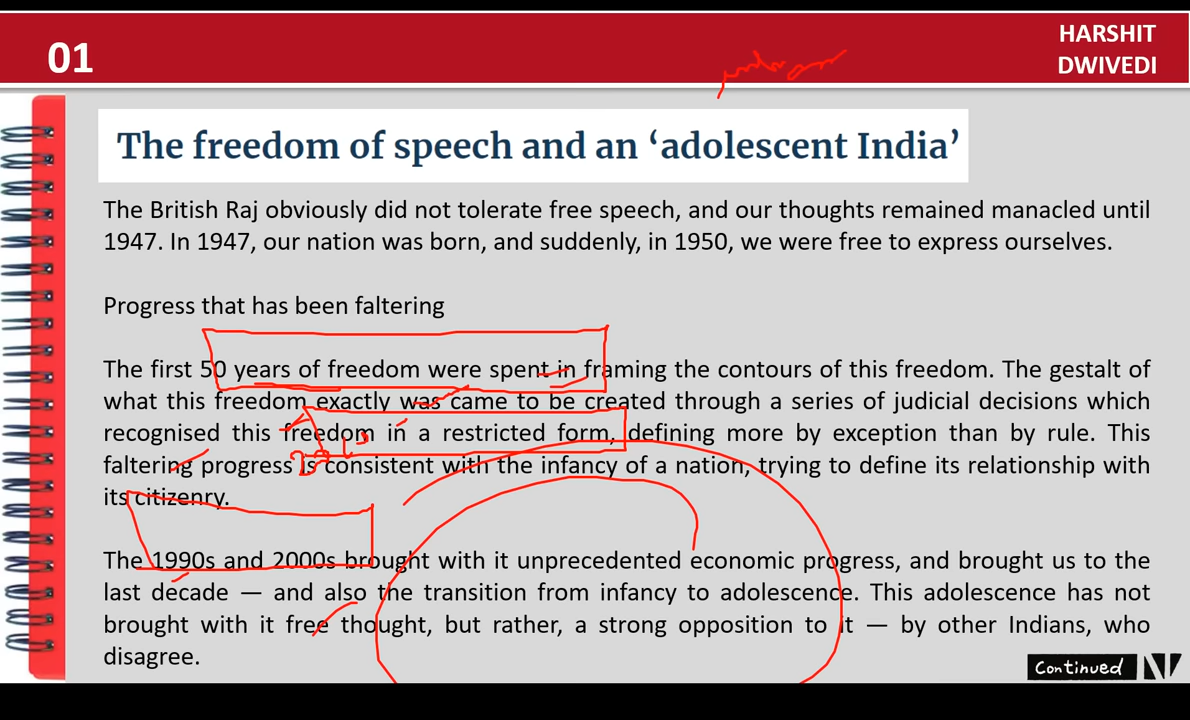 01
HARSHIT
DWIVEDI
The freedom of speech and an ‘adolescent India’
The British Raj obviously did not tolerate free speech, and our thoughts remained manacled until
1947. In 1947, our nation was born, and suddenly, in 1950, we were free to express ourselves.
Progress that has been faltering
The first 50 years of freedom were spent in framing the contours of this freedom. The gestalt of
what this freedom exactly was came to be created through a series of judicial decisions which
recognised this freedom in a restricted form, defining more by exception than by rule. This
faltering progress is consistent with the infancy of a nation, trying to define its relationship with
its citizenry.
The 1990s and 2000s brought with it unprecedented economic progress, and brought us to the
last decade — and also the transition from infancy to adolescence. This adolescence has not
brought with it free thought, but rather, a strong opposition to it — by other Indians, who
disagree.
Continued